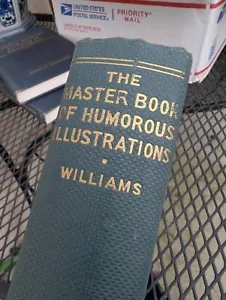 UNITED STATES
POSTAL SERVICE
PRIORITY
MAIL
THE
MASTER BOOK
OF HUMOROUS
ILLUSTRATIONS
•
WILLIAMS